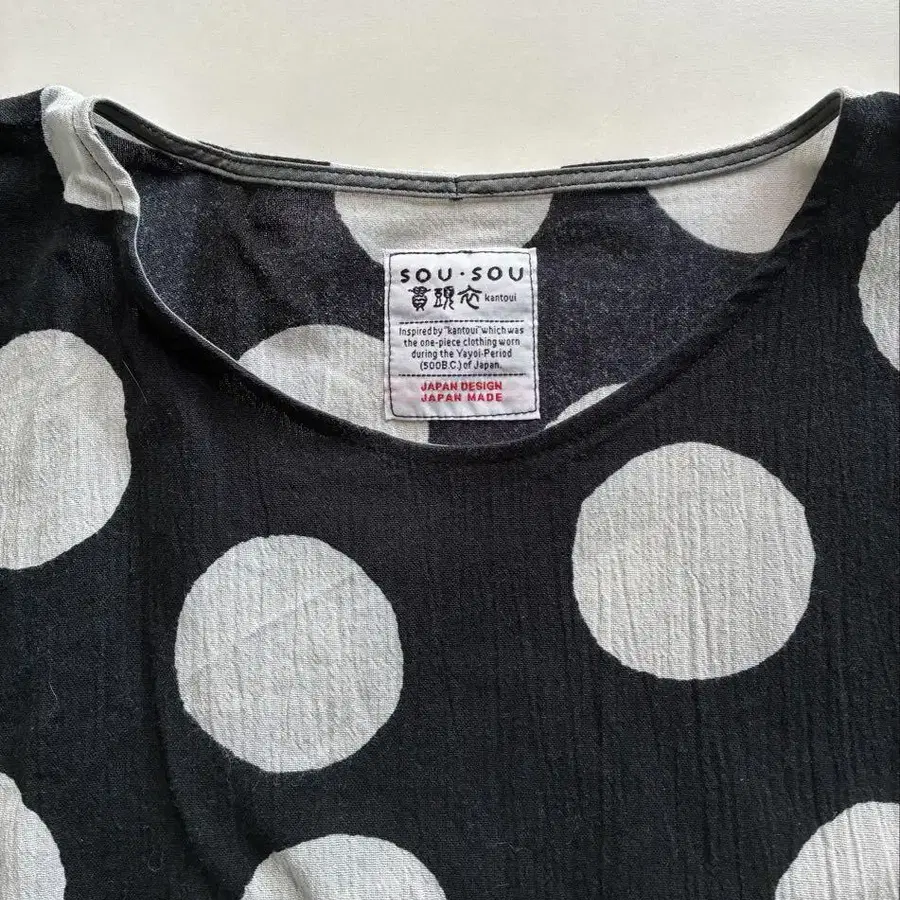 SOU・SOU
貫頭衣 kantoui
Inspired by "kantoui" which was
the one-piece clothing worn
during the Yayoi-Period
(500B.C.) of Japan.
JAPAN DESIGN
JAPAN MADE